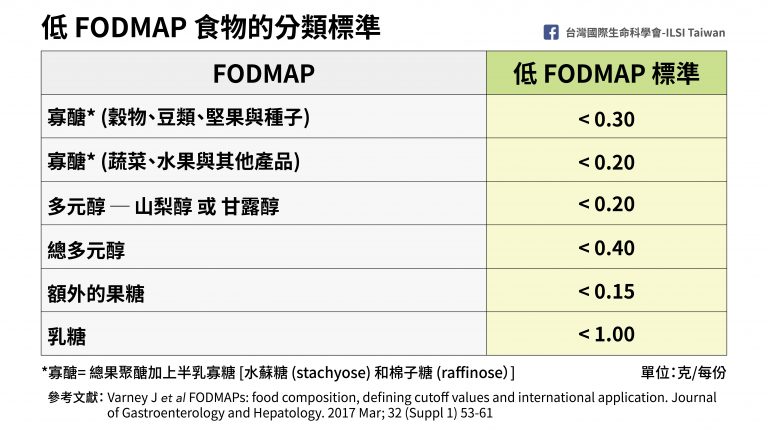 低 FODMAP 食物的分類標準
台灣國際生命科學會-ILSI Taiwan
FODMAP
低 FODMAP 標準
寡醣* (穀物、豆類、堅果與種子)
< 0.30
寡醣* (蔬菜、水果與其他產品)
< 0.20
多元醇 — 山梨醇 或 甘露醇
< 0.20
總多元醇
< 0.40
額外的果糖
< 0.15
乳糖
< 1.00
*寡醣= 總果聚醣加上半乳寡糖 [水蘇糖 (stachyose) 和棉子糖 (raffinose) ]
單位：克/每份
參考文獻： Varney J et al FODMAPs: food composition, defining cutoff values and international application. Journal
of Gastroenterology and Hepatology. 2017 Mar; 32 (Suppl 1) 53-61